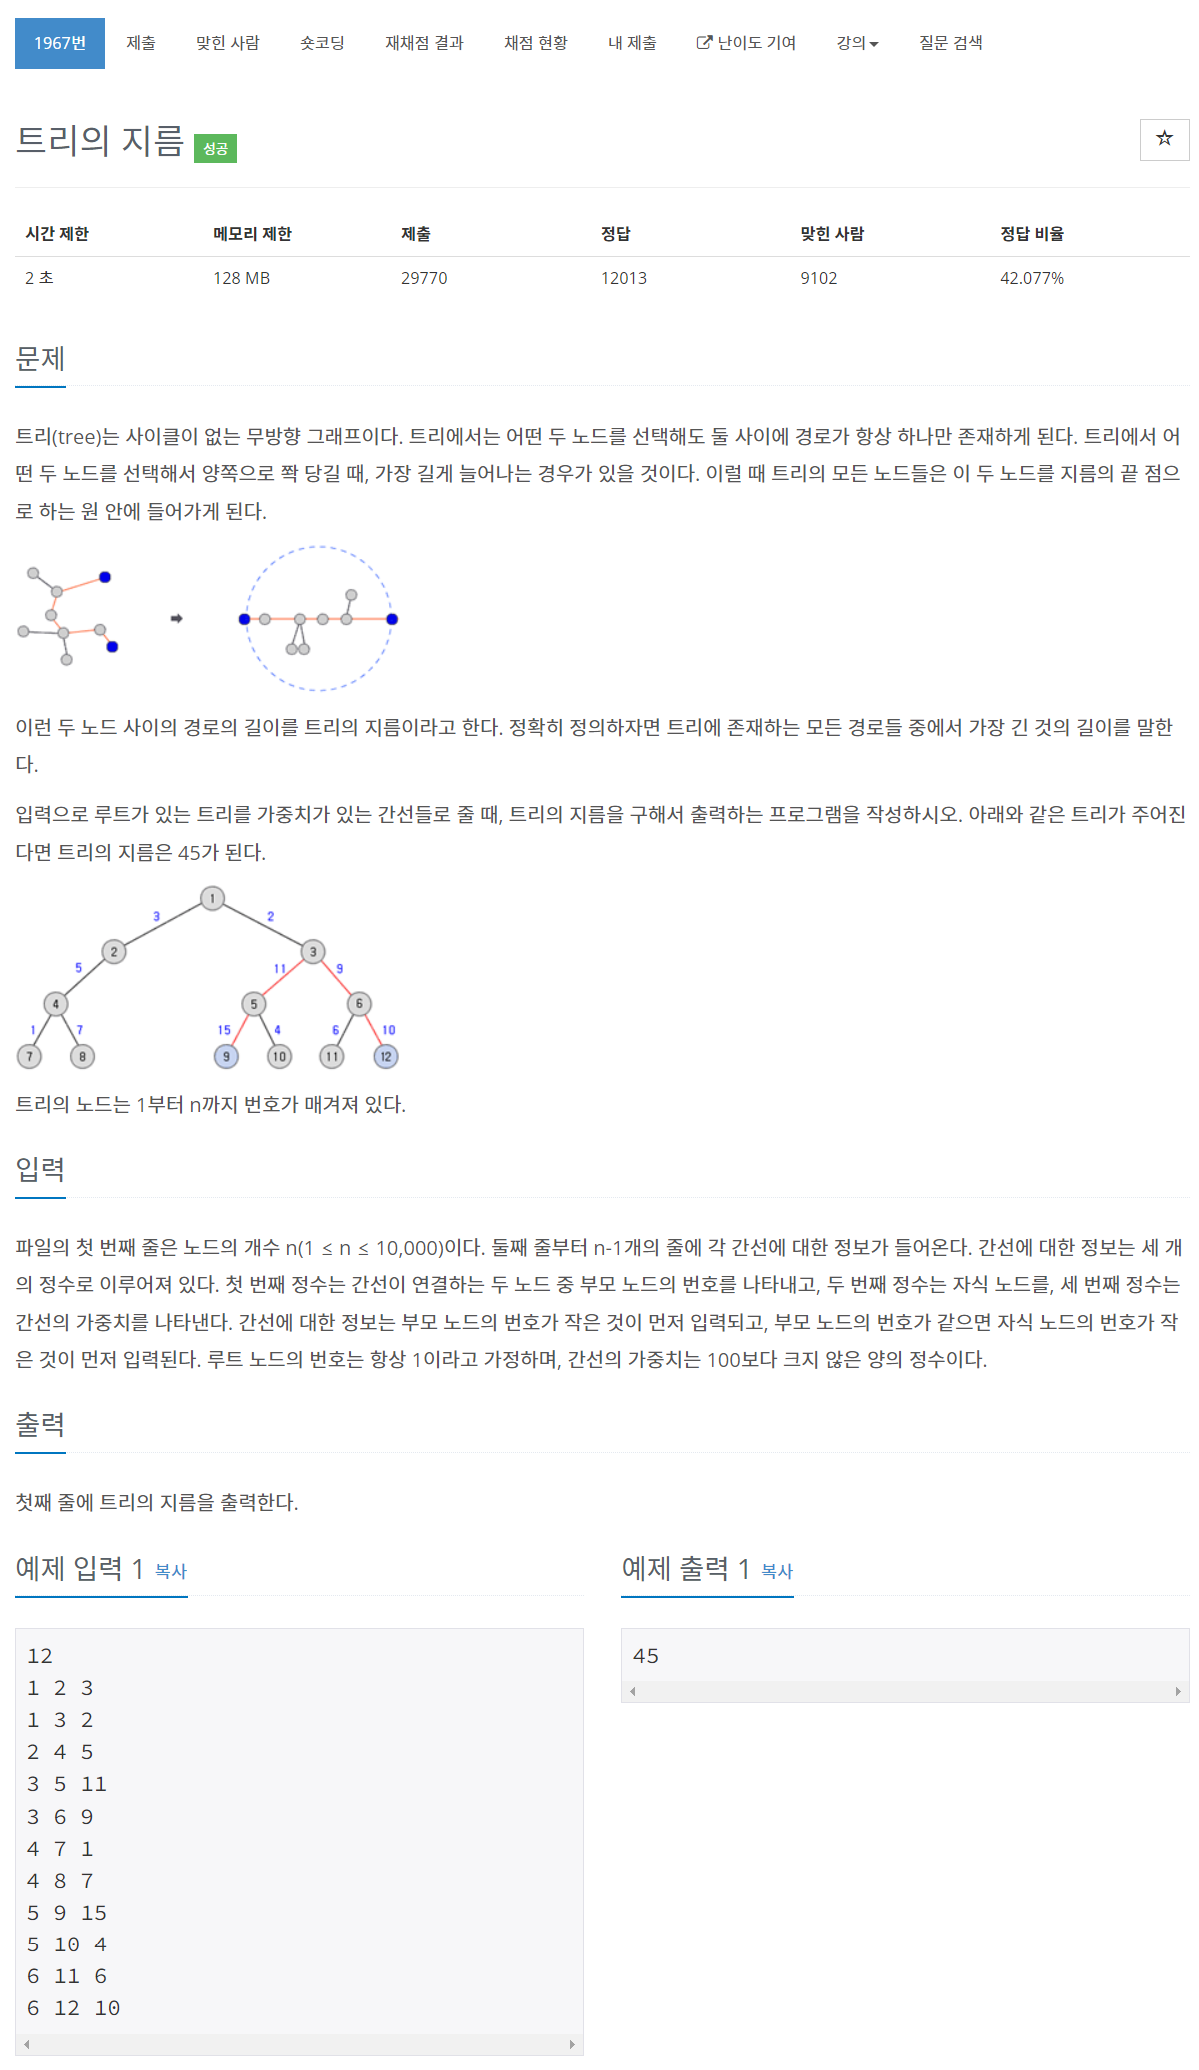 1967번 제출 맞힌 사람 숏코딩 재채점 결과 채점 현황 내 제출 난이도 기여 강의 질문 검색
트리의 지름 성공
시간 제한 메모리 제한 제출 정답 맞힌 사람 정답 비율
2 초 128 MB 29770 12013 9102 42.077%
문제
트리(tree)는 사이클이 없는 무방향 그래프이다. 트리에서는 어떤 두 노드를 선택해도 둘 사이에 경로가 항상 하나만 존재하게 된다. 트리에서 어
떤 두 노드를 선택해서 양쪽으로 쫙 당길 때, 가장 길게 늘어나는 경우가 있을 것이다. 이럴 때 트리의 모든 노드들은 이 두 노드를 지름의 끝 점으
로 하는 원 안에 들어가게 된다.
이런 두 노드 사이의 경로의 길이를 트리의 지름이라고 한다. 정확히 정의하자면 트리에 존재하는 모든 경로들 중에서 가장 긴 것의 길이를 말한
다.
입력으로 루트가 있는 트리를 가중치가 있는 간선들로 줄 때, 트리의 지름을 구해서 출력하는 프로그램을 작성하시오. 아래와 같은 트리가 주어진
다면 트리의 지름은 45가 된다.
1
3 2
2 3
5 11 9
4 5 6
1 7 15 4 6 10
7 8 9 10 11 12
트리의 노드는 1부터 n까지 번호가 매겨져 있다.
입력
파일의 첫 번째 줄은 노드의 개수 n(1 ≤ n ≤ 10,000)이다. 둘째 줄부터 n-1개의 줄에 각 간선에 대한 정보가 들어온다. 간선에 대한 정보는 세 개
의 정수로 이루어져 있다. 첫 번째 정수는 간선이 연결하는 두 노드 중 부모 노드의 번호를 나타내고, 두 번째 정수는 자식 노드를, 세 번째 정수는
간선의 가중치를 나타낸다. 간선에 대한 정보는 부모 노드의 번호가 작은 것이 먼저 입력되고, 부모 노드의 번호가 같으면 자식 노드의 번호가 작
은 것이 먼저 입력된다. 루트 노드의 번호는 항상 1이라고 가정하며, 간선의 가중치는 100보다 크지 않은 양의 정수이다.
출력
첫째 줄에 트리의 지름을 출력한다.
예제 입력 1 복사
12
1 2 3
1 3 2
2 4 5
3 5 11
3 6 9
4 7 1
4 8 7
5 9 15
5 10 4
6 11 6
6 12 10
예제 출력 1 복사
45